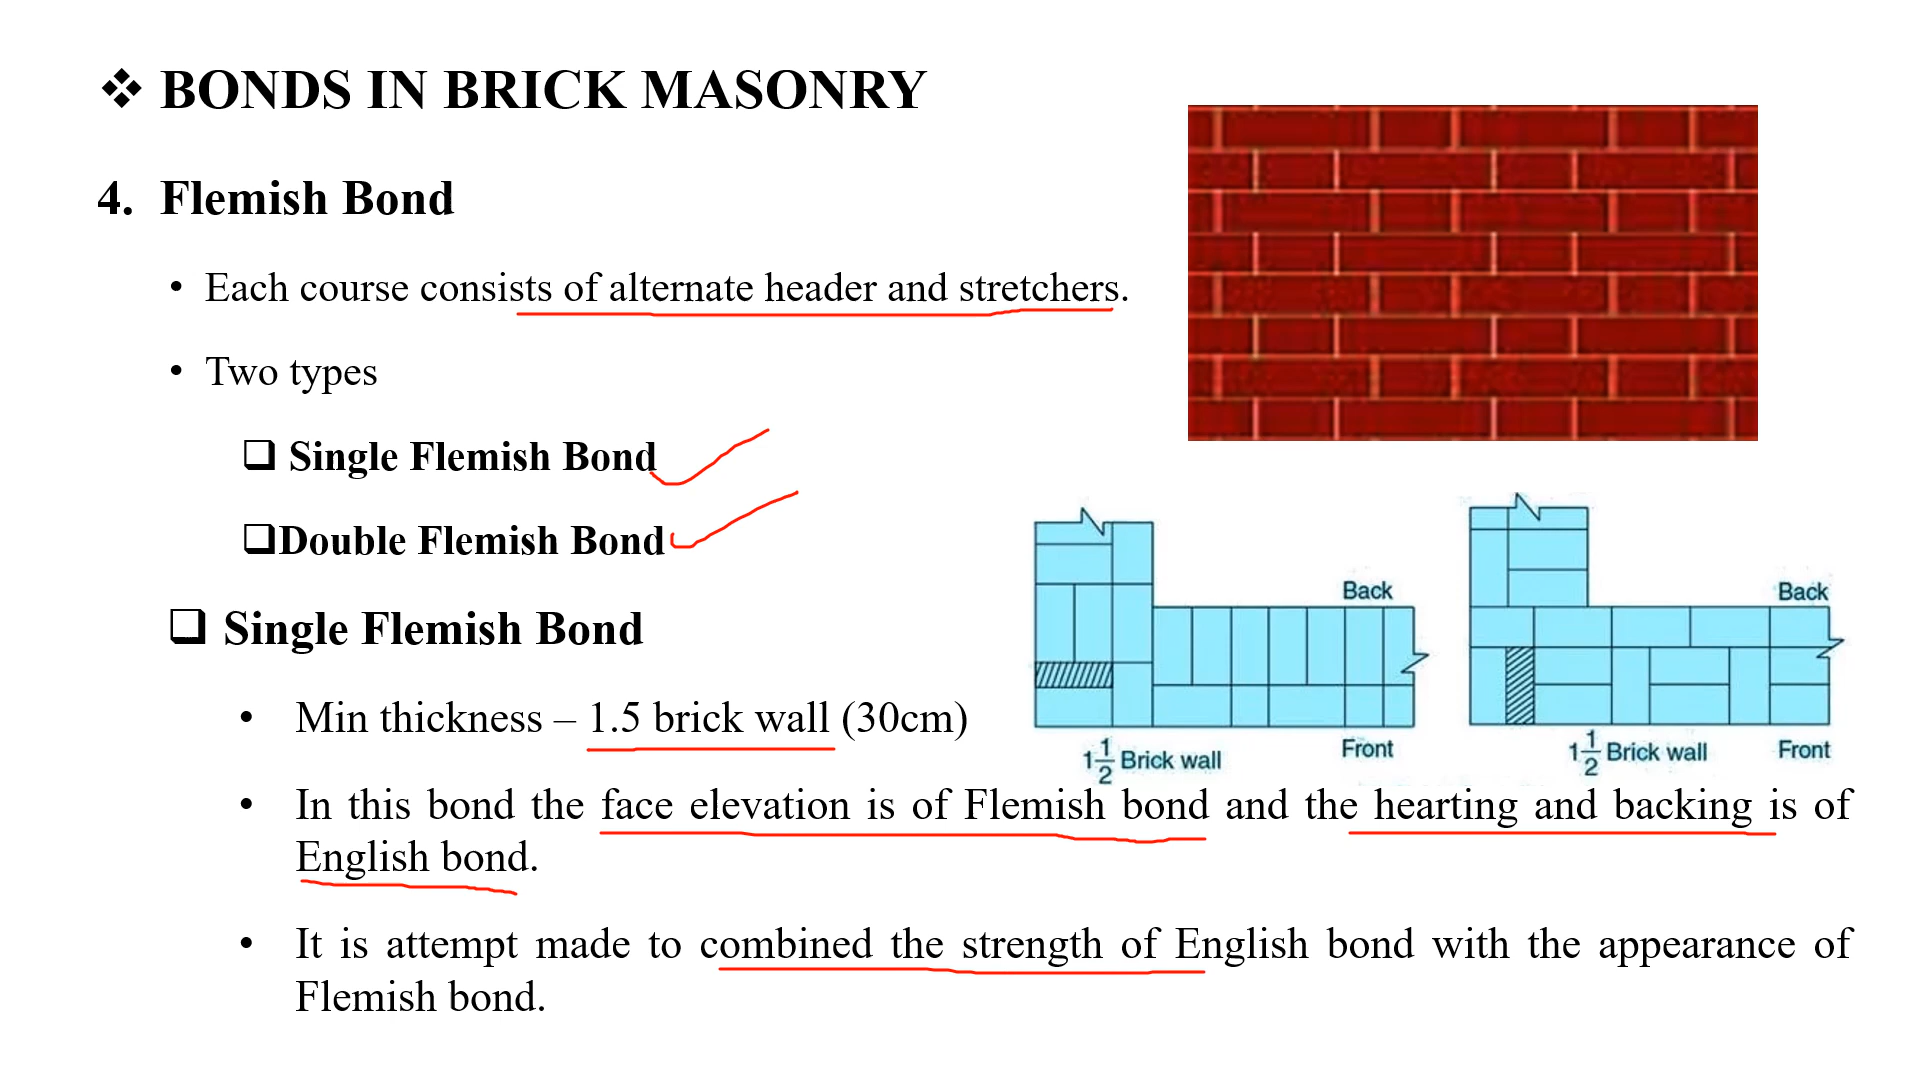 ❖ BONDS IN BRICK MASONRY
4. Flemish Bond
• Each course consists of alternate header and stretchers.
• Two types
❑ Single Flemish Bond
❑Double Flemish Bond
❑ Single Flemish Bond
• Min thickness – 1.5 brick wall (30cm)
Back
Front
1 1/2 Brick wall
Back
Front
1 1/2 Brick wall
• In this bond the face elevation is of Flemish bond and the hearting and backing is of
English bond.
• It is attempt made to combined the strength of English bond with the appearance of
Flemish bond.